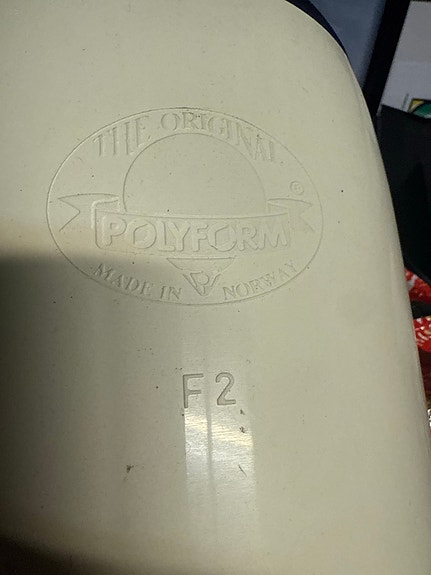 THE ORIGINAL
®
POLYFORM
P
MADE IN NORWAY
F2